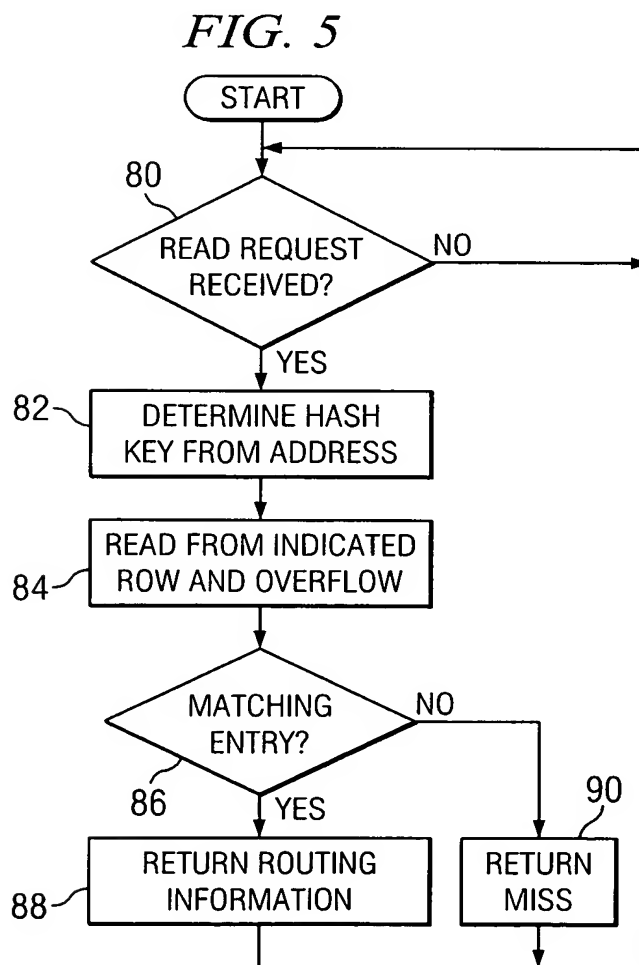 FIG. 5
START
80
READ REQUEST
RECEIVED?
NO
YES
82
DETERMINE HASH
KEY FROM ADDRESS
84
READ FROM INDICATED
ROW AND OVERFLOW
MATCHING
ENTRY?
NO
86
YES
90
88
RETURN ROUTING
INFORMATION
RETURN
MISS